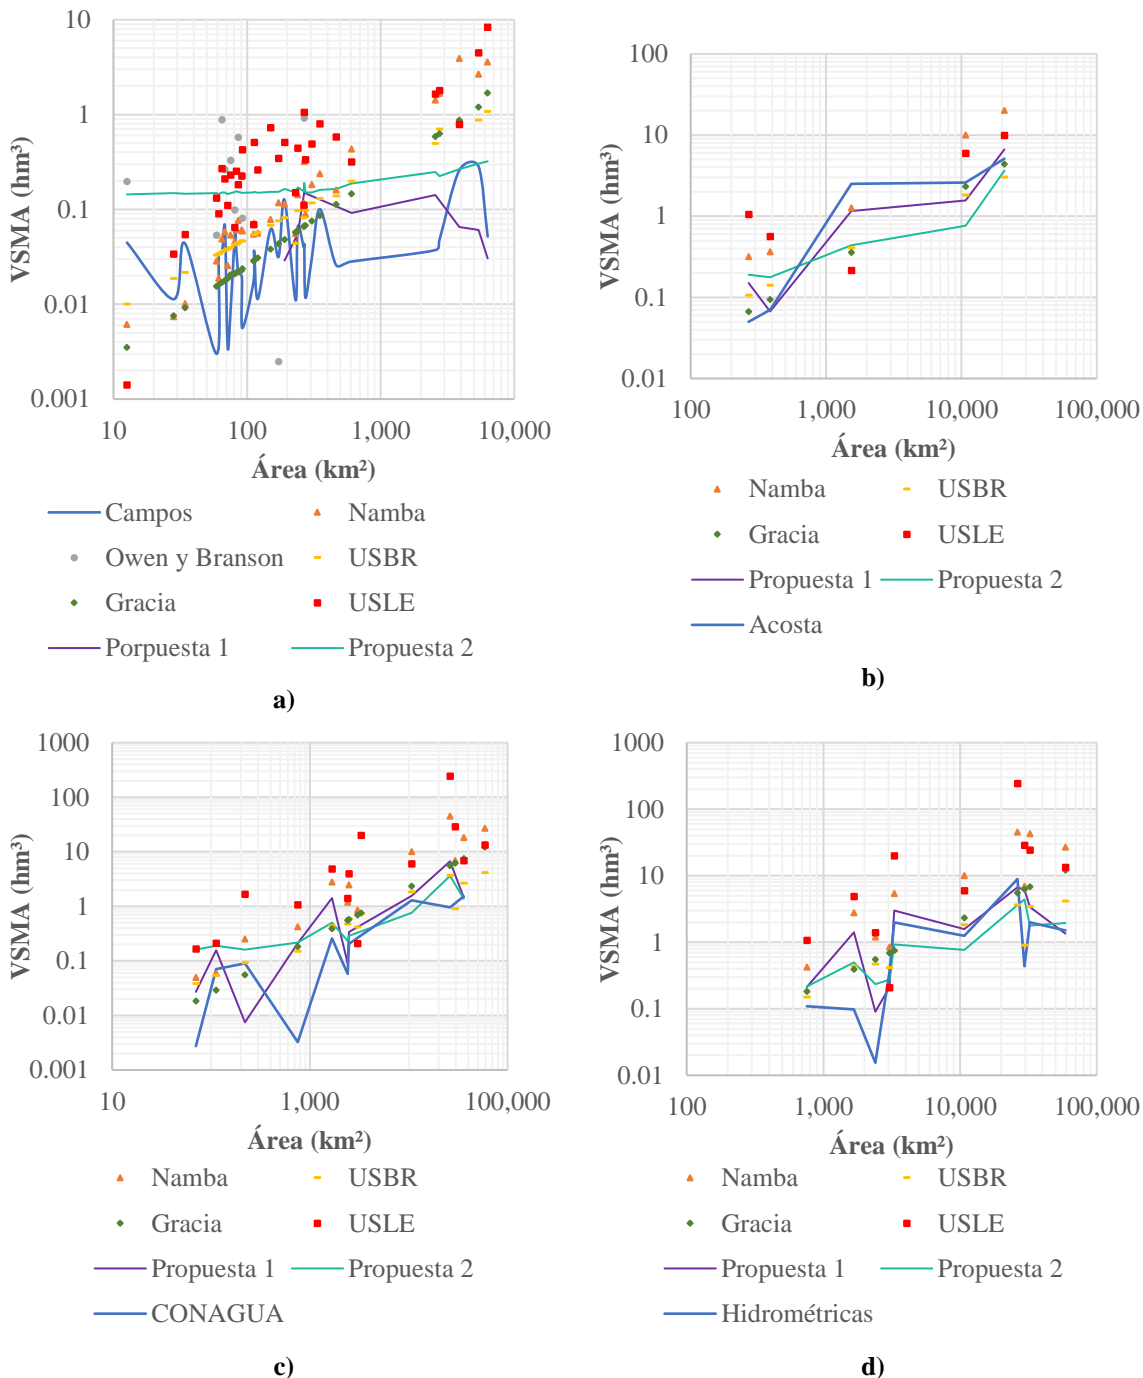 10
1
0.1
0.01
0.001
VSMA (hm³)
10 100 1,000 10,000
Área (km²)
Campos Namba
Owen y Branson USBR
Gracia USLE
Porpuesta 1 Propuesta 2
a)
100
10
1
0.1
0.01
VSMA (hm³)
100 1,000 10,000 100,000
Área (km²)
Namba USBR
Gracia USLE
Propuesta 1 Propuesta 2
Acosta
b)
1000
100
10
1
0.1
0.01
0.001
VSMA (hm³)
10 1,000 100,000
Área (km²)
Namba USBR
Gracia USLE
Propuesta 1 Propuesta 2
CONAGUA
c)
1000
100
10
1
0.1
0.01
VSMA (hm³)
100 1,000 10,000 100,000
Área (km²)
Namba USBR
Gracia USLE
Propuesta 1 Propuesta 2
Hidrométricas
d)